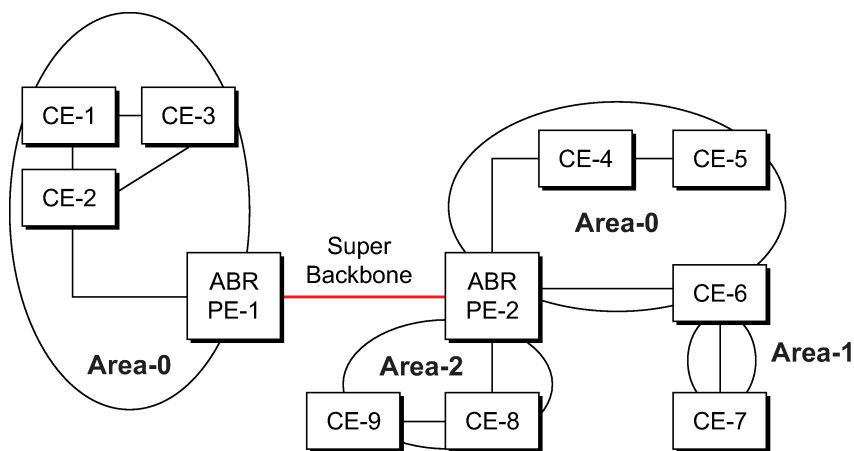 CE-1
CE-3
CE-2
ABR
PE-1
Area-0
Super
Backbone
CE-4
CE-5
Area-0
ABR
PE-2
CE-6
Area-2
Area-1
CE-9
CE-8
CE-7